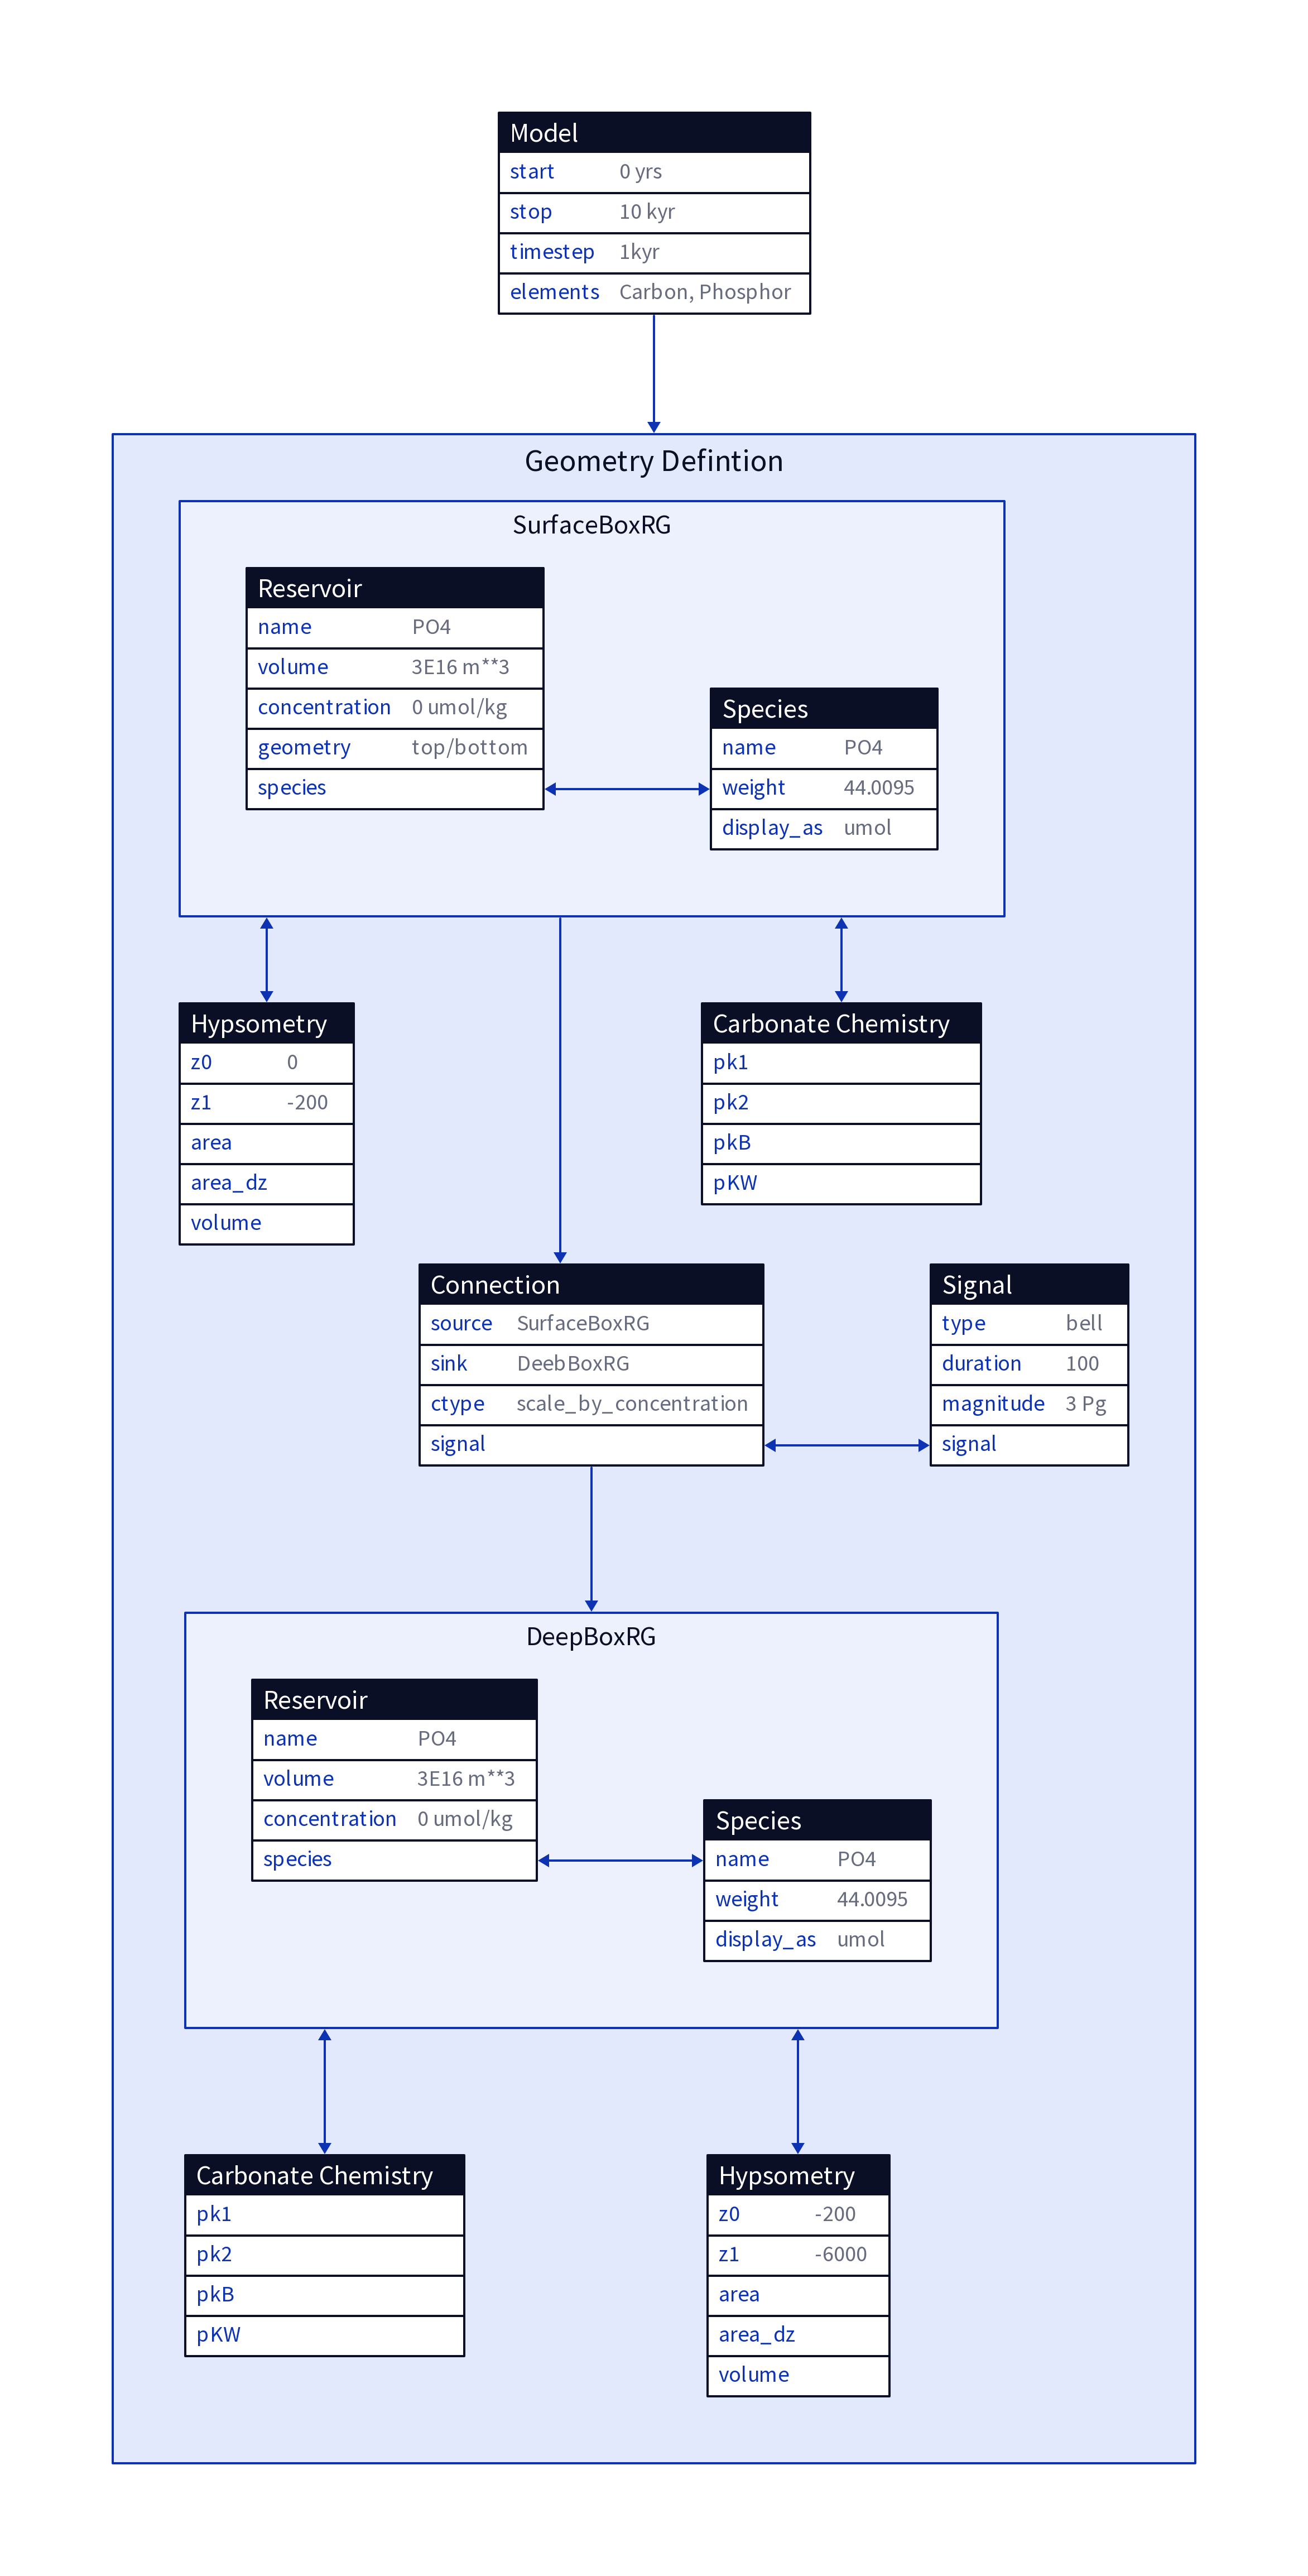 Model
start 0 yrs
stop 10 kyr
timestep 1kyr
elements Carbon, Phosphor
Geometry Defintion
SurfaceBoxRG
Reservoir
name PO4
volume 3E16 m**3
concentration 0 umol/kg
geometry top/bottom
species
Species
name PO4
weight 44.0095
display_as umol
Hypsometry
z0 0
z1 -200
area
area_dz
volume
Carbonate Chemistry
pk1
pk2
pkB
pKW
Connection
source SurfaceBoxRG
sink DeebBoxRG
ctype scale_by_concentration
signal
Signal
type bell
duration 100
magnitude 3 Pg
signal
DeepBoxRG
Reservoir
name PO4
volume 3E16 m**3
concentration 0 umol/kg
species
Species
name PO4
weight 44.0095
display_as umol
Carbonate Chemistry
pk1
pk2
pkB
pKW
Hypsometry
z0 -200
z1 -6000
area
area_dz
volume